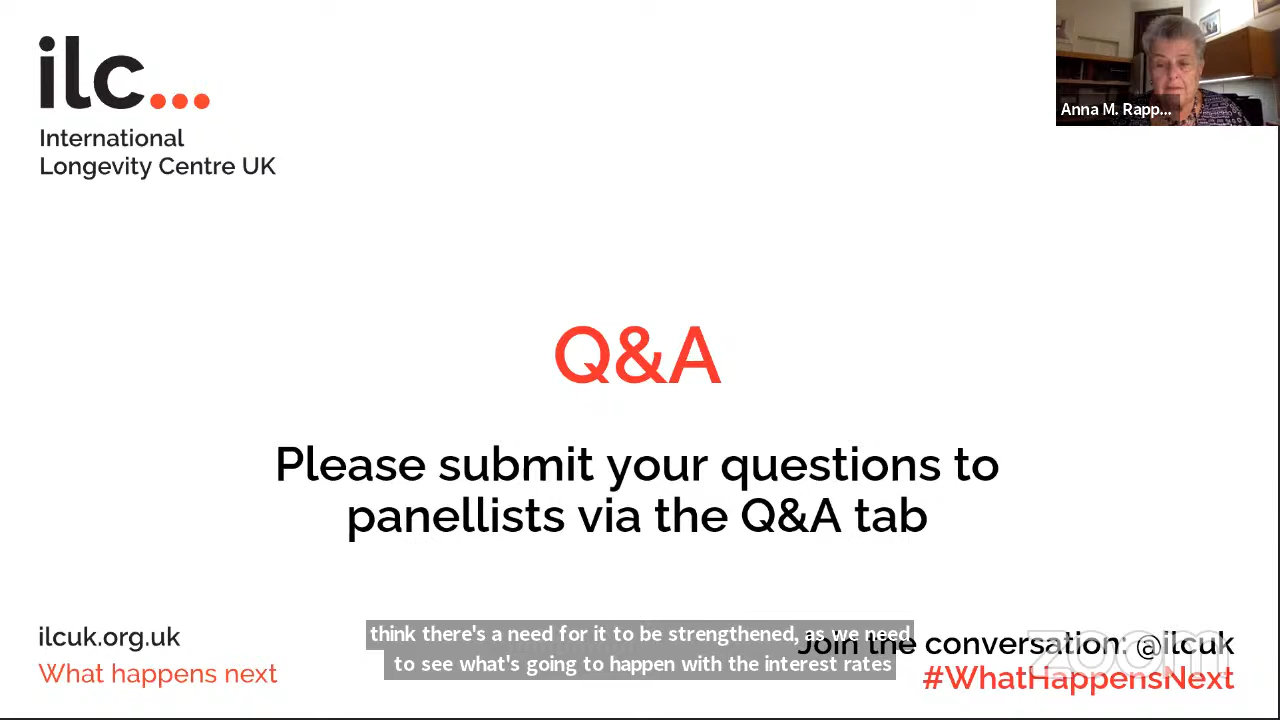 ilc...
International
Longevity Centre UK
Anna M. Rapp...
Q&A
Please submit your questions to
panellists via the Q&A tab
ilcuk.org.uk
What happens next
think there's a need for it to be strengthened, as we need
to see what's going to happen with the interest rates
Join the conversation: @ilcuk
#WhatHappensNext
zoom